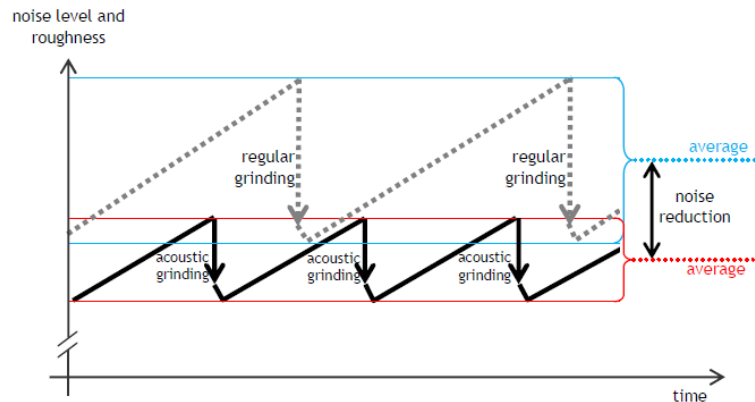 noise level and
roughness
regular
grinding
regular
grinding
average
noise
reduction
acoustic
grinding
acoustic
grinding
acoustic
grinding
average
time